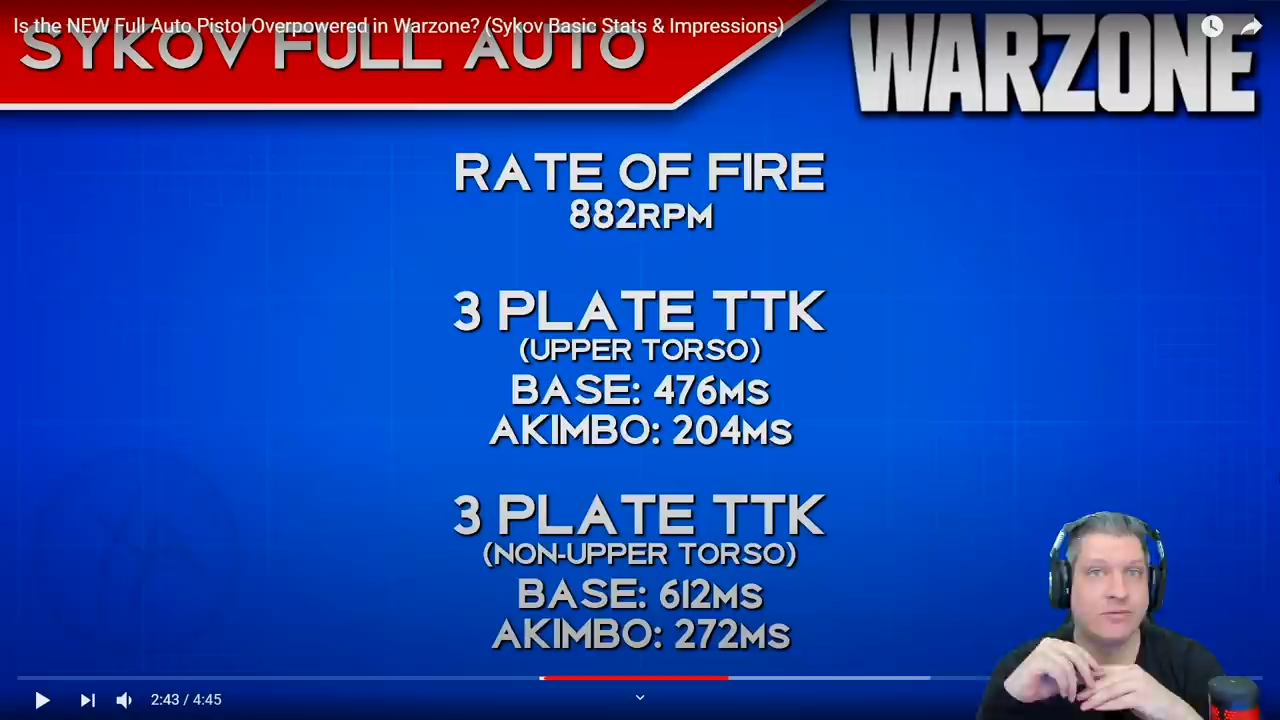 Is the NEW Full Auto Pistol Overpowered in Warzone? (Sykov Basic Stats & Impressions)
SYKOV FULL AUTO
WARZONE
RATE OF FIRE
882RPM
3 PLATE TTK
(UPPER TORSO)
BASE: 476MS
AKIMBO: 204MS
3 PLATE TTK
(NON-UPPER TORSO)
BASE: 612MS
AKIMBO: 272MS
2:43 / 4:45